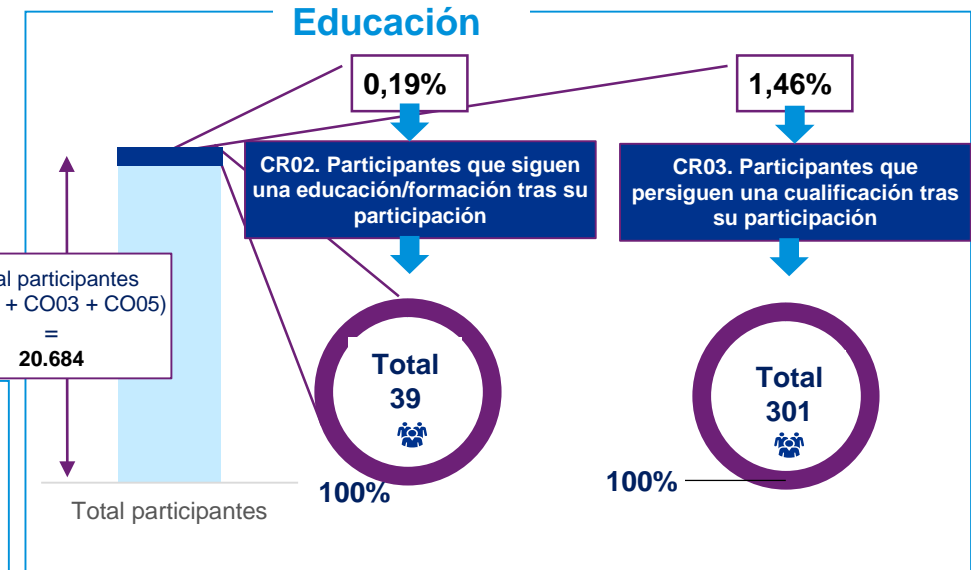 Educación
0,19%
1,46%
CR02. Participantes que siguen
una educación/formación tras su
participación
CR03. Participantes que
persiguen una cualificación tras
su participación
participantes
+ CO03 + CO05)
=
20.684
Total
39
100%
Total
301
100%
Total participantes